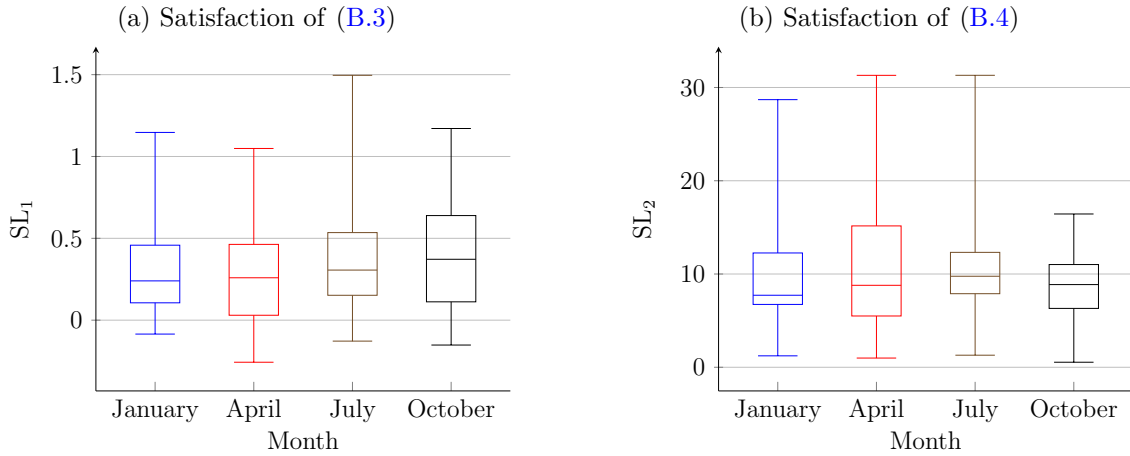 (a) Satisfaction of (B.3)
1.5
1
0.5
0
SL₁
January April July October
Month
(b) Satisfaction of (B.4)
30
20
10
0
SL₂
January April July October
Month